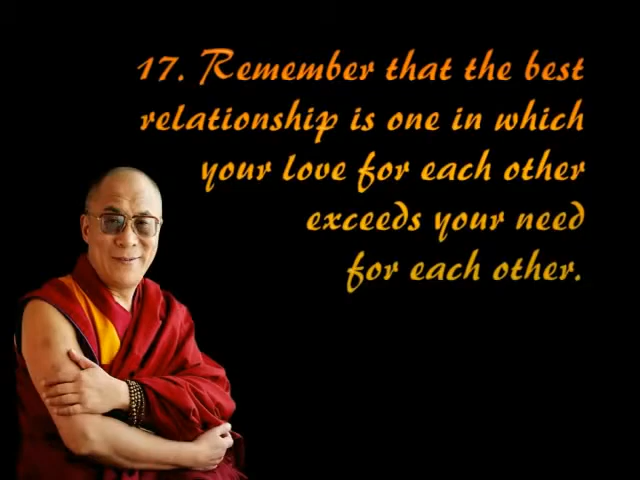 17. Remember that the best
relationship is one in which
your love for each other
exceeds your need
for each other.